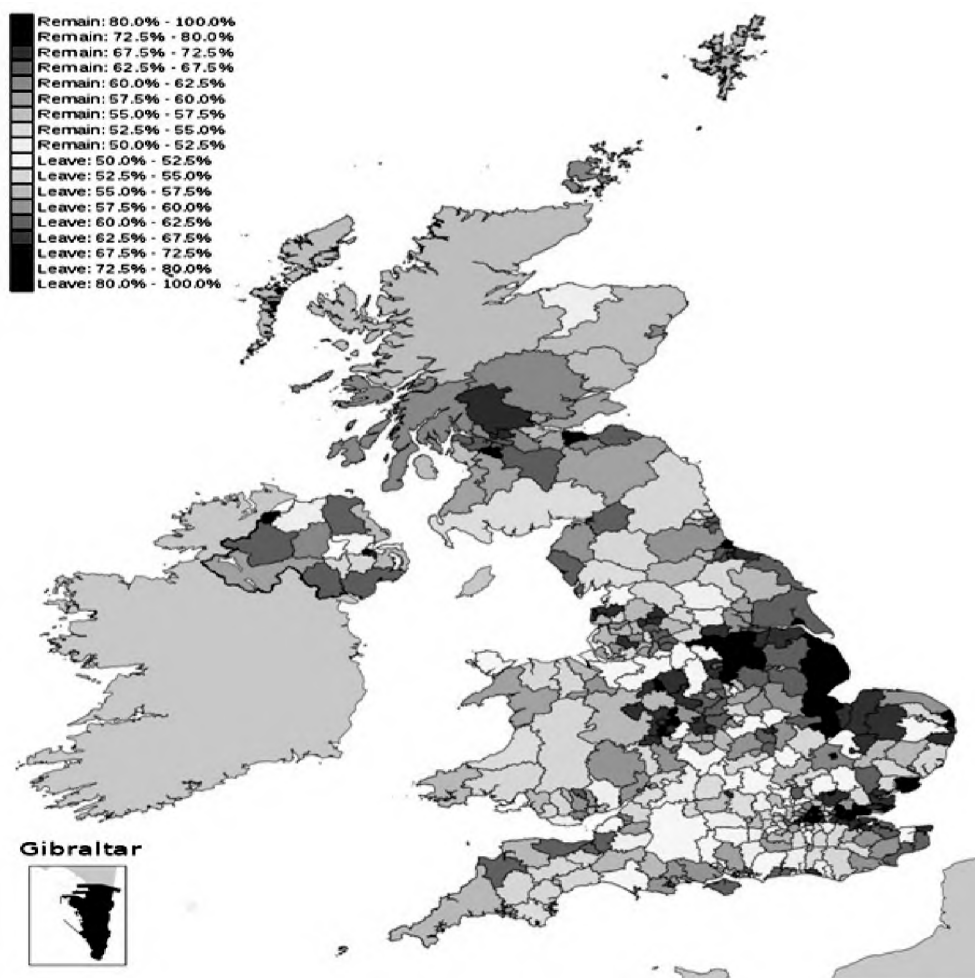 Remain: 80.0% - 100.0%
Remain: 72.5% - 80.0%
Remain: 67.5% - 72.5%
Remain: 62.5% - 67.5%
Remain: 60.0% - 62.5%
Remain: 57.5% - 60.0%
Remain: 55.0% - 57.5%
Remain: 52.5% - 55.0%
Remain: 50.0% - 52.5%
Leave: 50.0% - 52.5%
Leave: 52.5% - 55.0%
Leave: 55.0% - 57.5%
Leave: 57.5% - 60.0%
Leave: 60.0% - 62.5%
Leave: 62.5% - 67.5%
Leave: 67.5% - 72.5%
Leave: 72.5% - 80.0%
Leave: 80.0% - 100.0%
Gibraltar